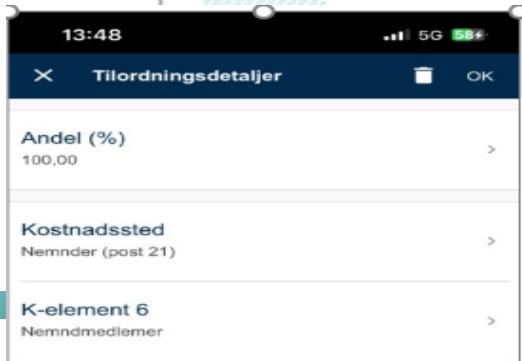 13:48 5G 58
× Tilordningsdetaljer OK
Andel (%)
100,00
Kostnadssted
Nemnder (post 21)
K-element 6
Nemndmedlemer